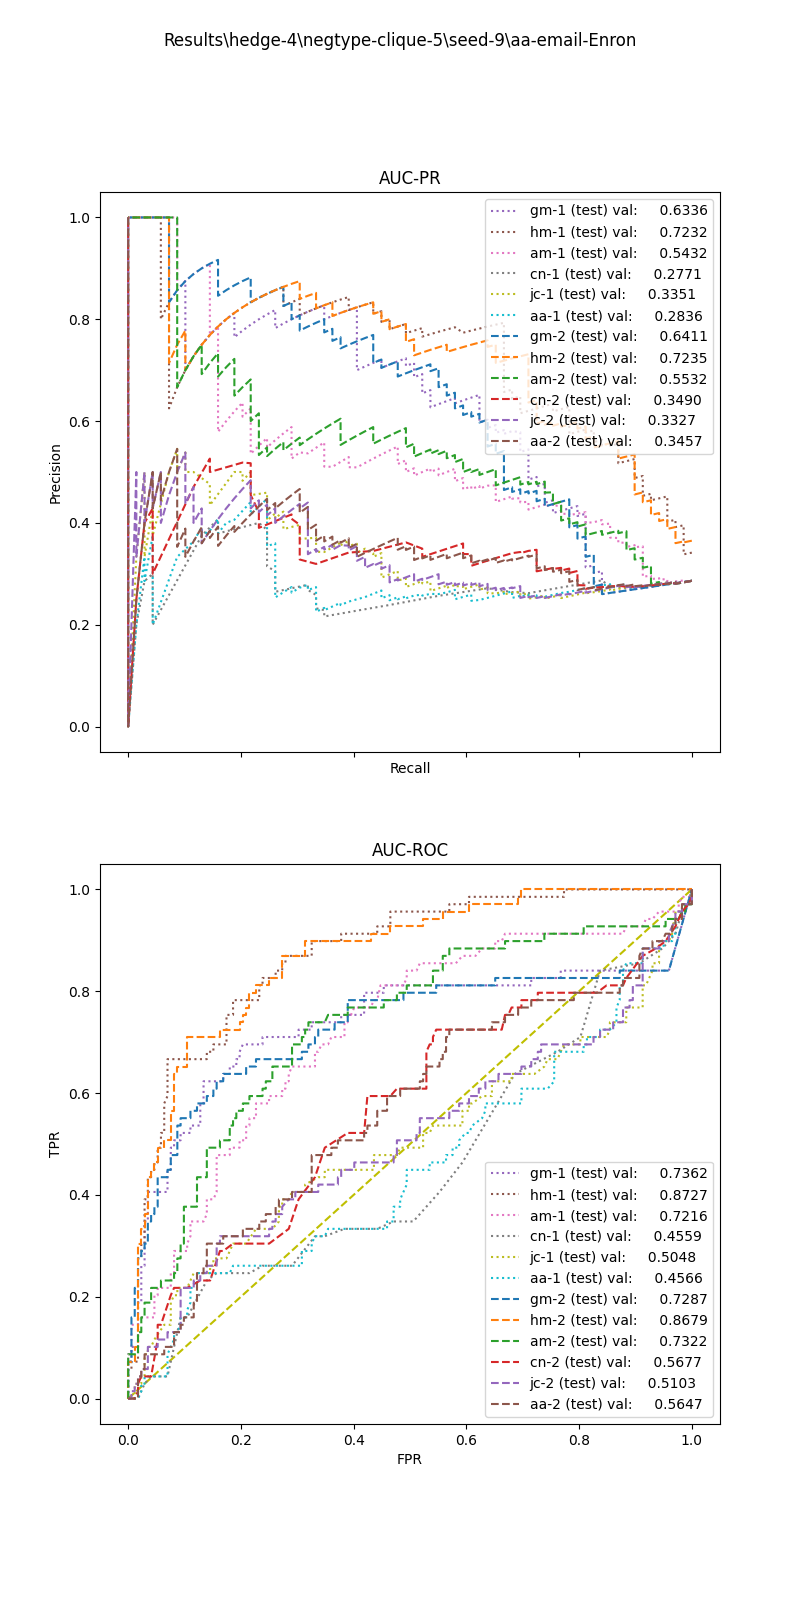 Results\hedge-4\negtype-clique-5\seed-9\aa-email-Enron
AUC-PR
1.0
0.8
0.6
0.4
0.2
0.0
Precision
Recall
gm-1 (test) val: 0.6336
hm-1 (test) val: 0.7232
am-1 (test) val: 0.5432
cn-1 (test) val: 0.2771
jc-1 (test) val: 0.3351
aa-1 (test) val: 0.2836
gm-2 (test) val: 0.6411
hm-2 (test) val: 0.7235
am-2 (test) val: 0.5532
cn-2 (test) val: 0.3490
jc-2 (test) val: 0.3327
aa-2 (test) val: 0.3457
AUC-ROC
1.0
0.8
0.6
0.4
0.2
0.0
TPR
0.0 0.2 0.4 0.6 0.8 1.0
FPR
gm-1 (test) val: 0.7362
hm-1 (test) val: 0.8727
am-1 (test) val: 0.7216
cn-1 (test) val: 0.4559
jc-1 (test) val: 0.5048
aa-1 (test) val: 0.4566
gm-2 (test) val: 0.7287
hm-2 (test) val: 0.8679
am-2 (test) val: 0.7322
cn-2 (test) val: 0.5677
jc-2 (test) val: 0.5103
aa-2 (test) val: 0.5647